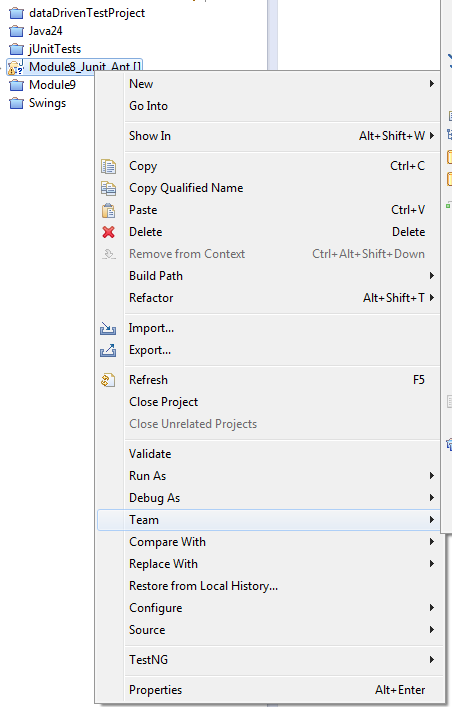 dataDrivenTestProject
Java24
jUnitTests
Module8_Junit_Ant []
Module9
Swings
New
Go Into
Show In Alt+Shift+W
Copy Ctrl+C
Copy Qualified Name
Paste Ctrl+V
Delete Delete
Remove from Context Ctrl+Alt+Shift+Down
Build Path
Refactor Alt+Shift+T
Import...
Export...
Refresh F5
Close Project
Close Unrelated Projects
Validate
Run As
Debug As
Team
Compare With
Replace With
Restore from Local History...
Configure
Source
TestNG
Properties Alt+Enter